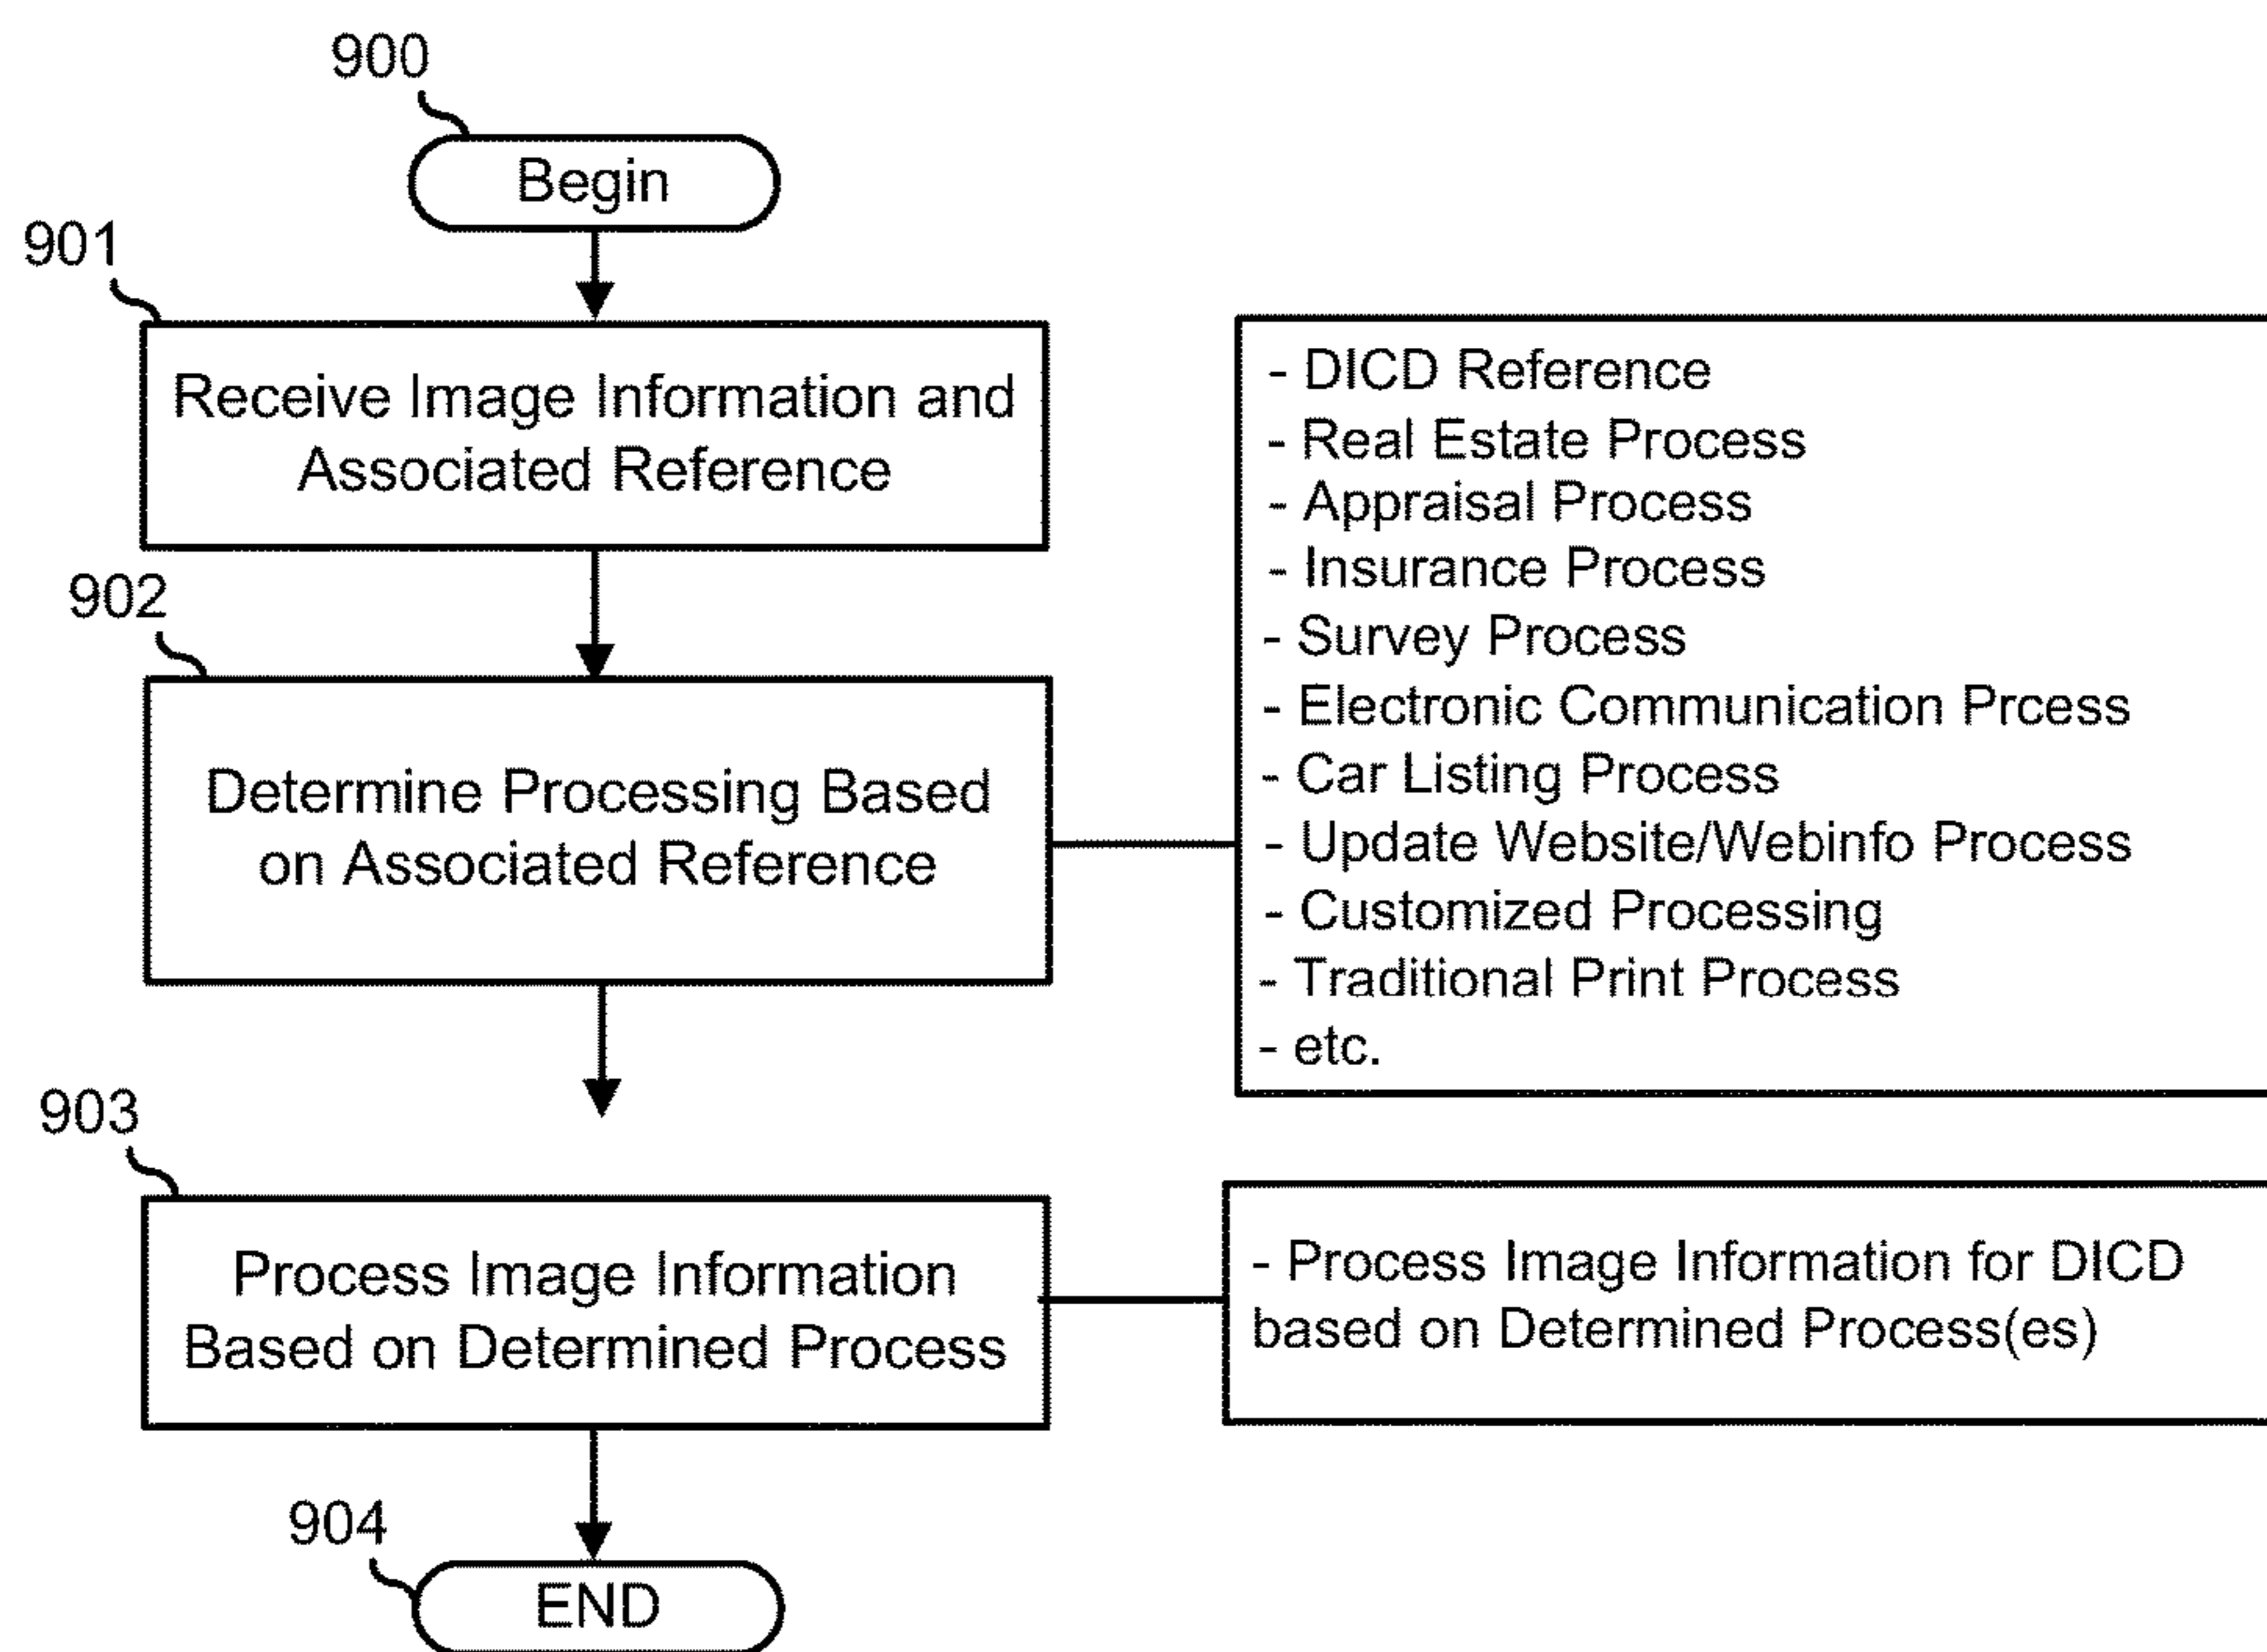 900
Begin
901
Receive Image Information and
Associated Reference
902
Determine Processing Based
on Associated Reference
- DICD Reference
- Real Estate Process
- Appraisal Process
- Insurance Process
- Survey Process
- Electronic Communication Prcess
- Car Listing Process
- Update Website/Webinfo Process
- Customized Processing
- Traditional Print Process
- etc.
903
Process Image Information
Based on Determined Process
- Process Image Information for DICD
based on Determined Process(es)
904
END